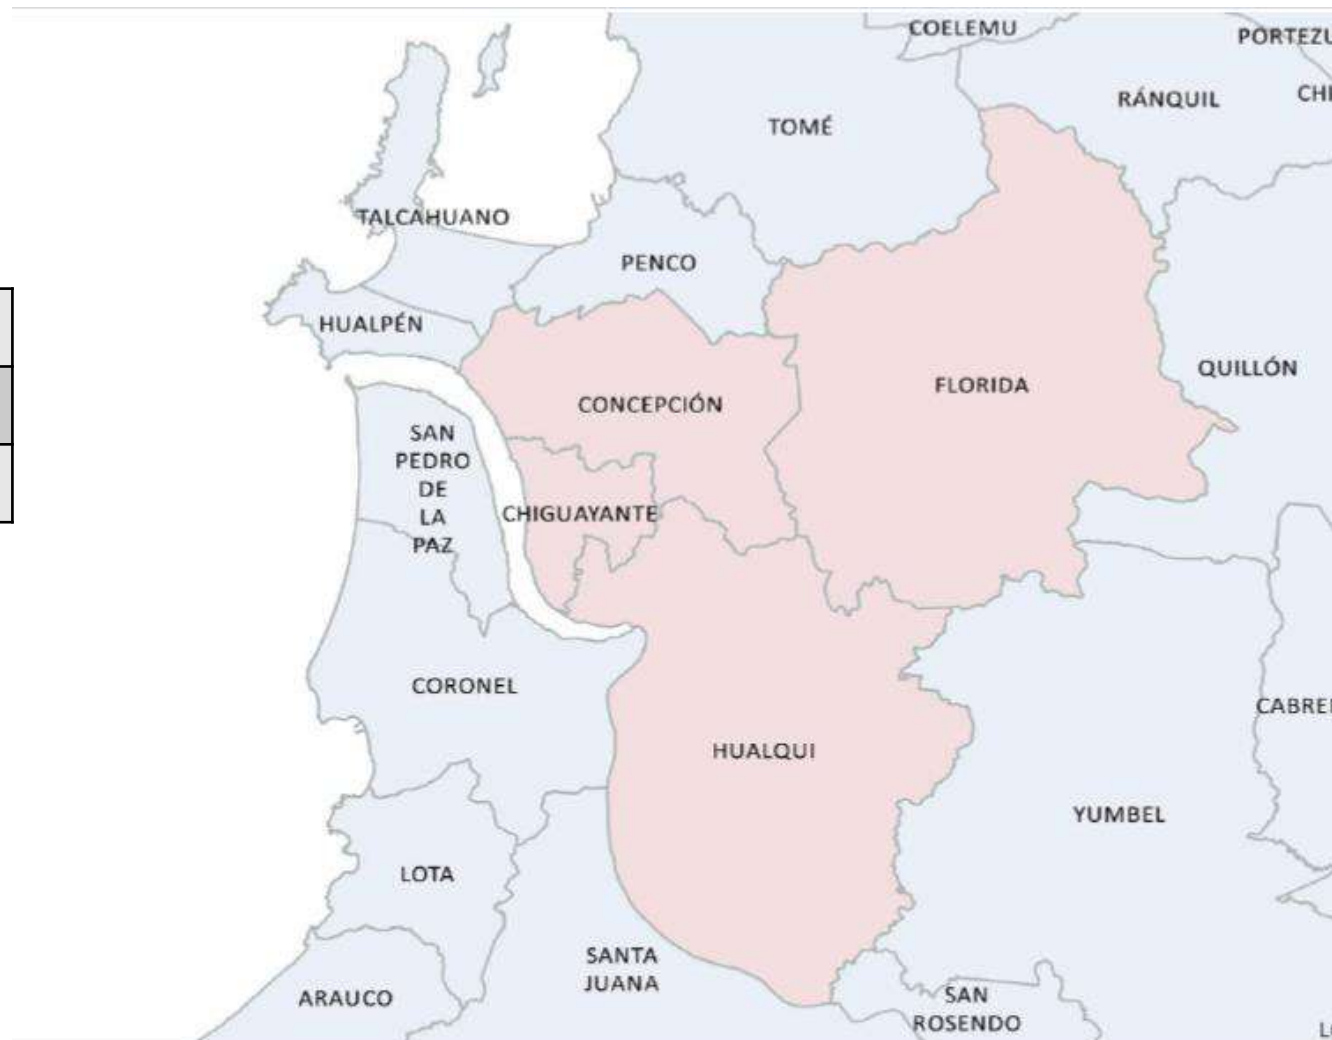 COELEMU
PORTEZU
RÁNQUIL
CHI
TOMÉ
TALCAHUANO
PENCO
HUALPÉN
QUILLÓN
FLORIDA
CONCEPCIÓN
SAN
PEDRO
DE
LA
PAZ
CHIGUAYANTE
CORONEL
CABRE
HUALQUI
YUMBEL
LOTA
SANTA
JUANA
ARAUCO
SAN
ROSENDO
L